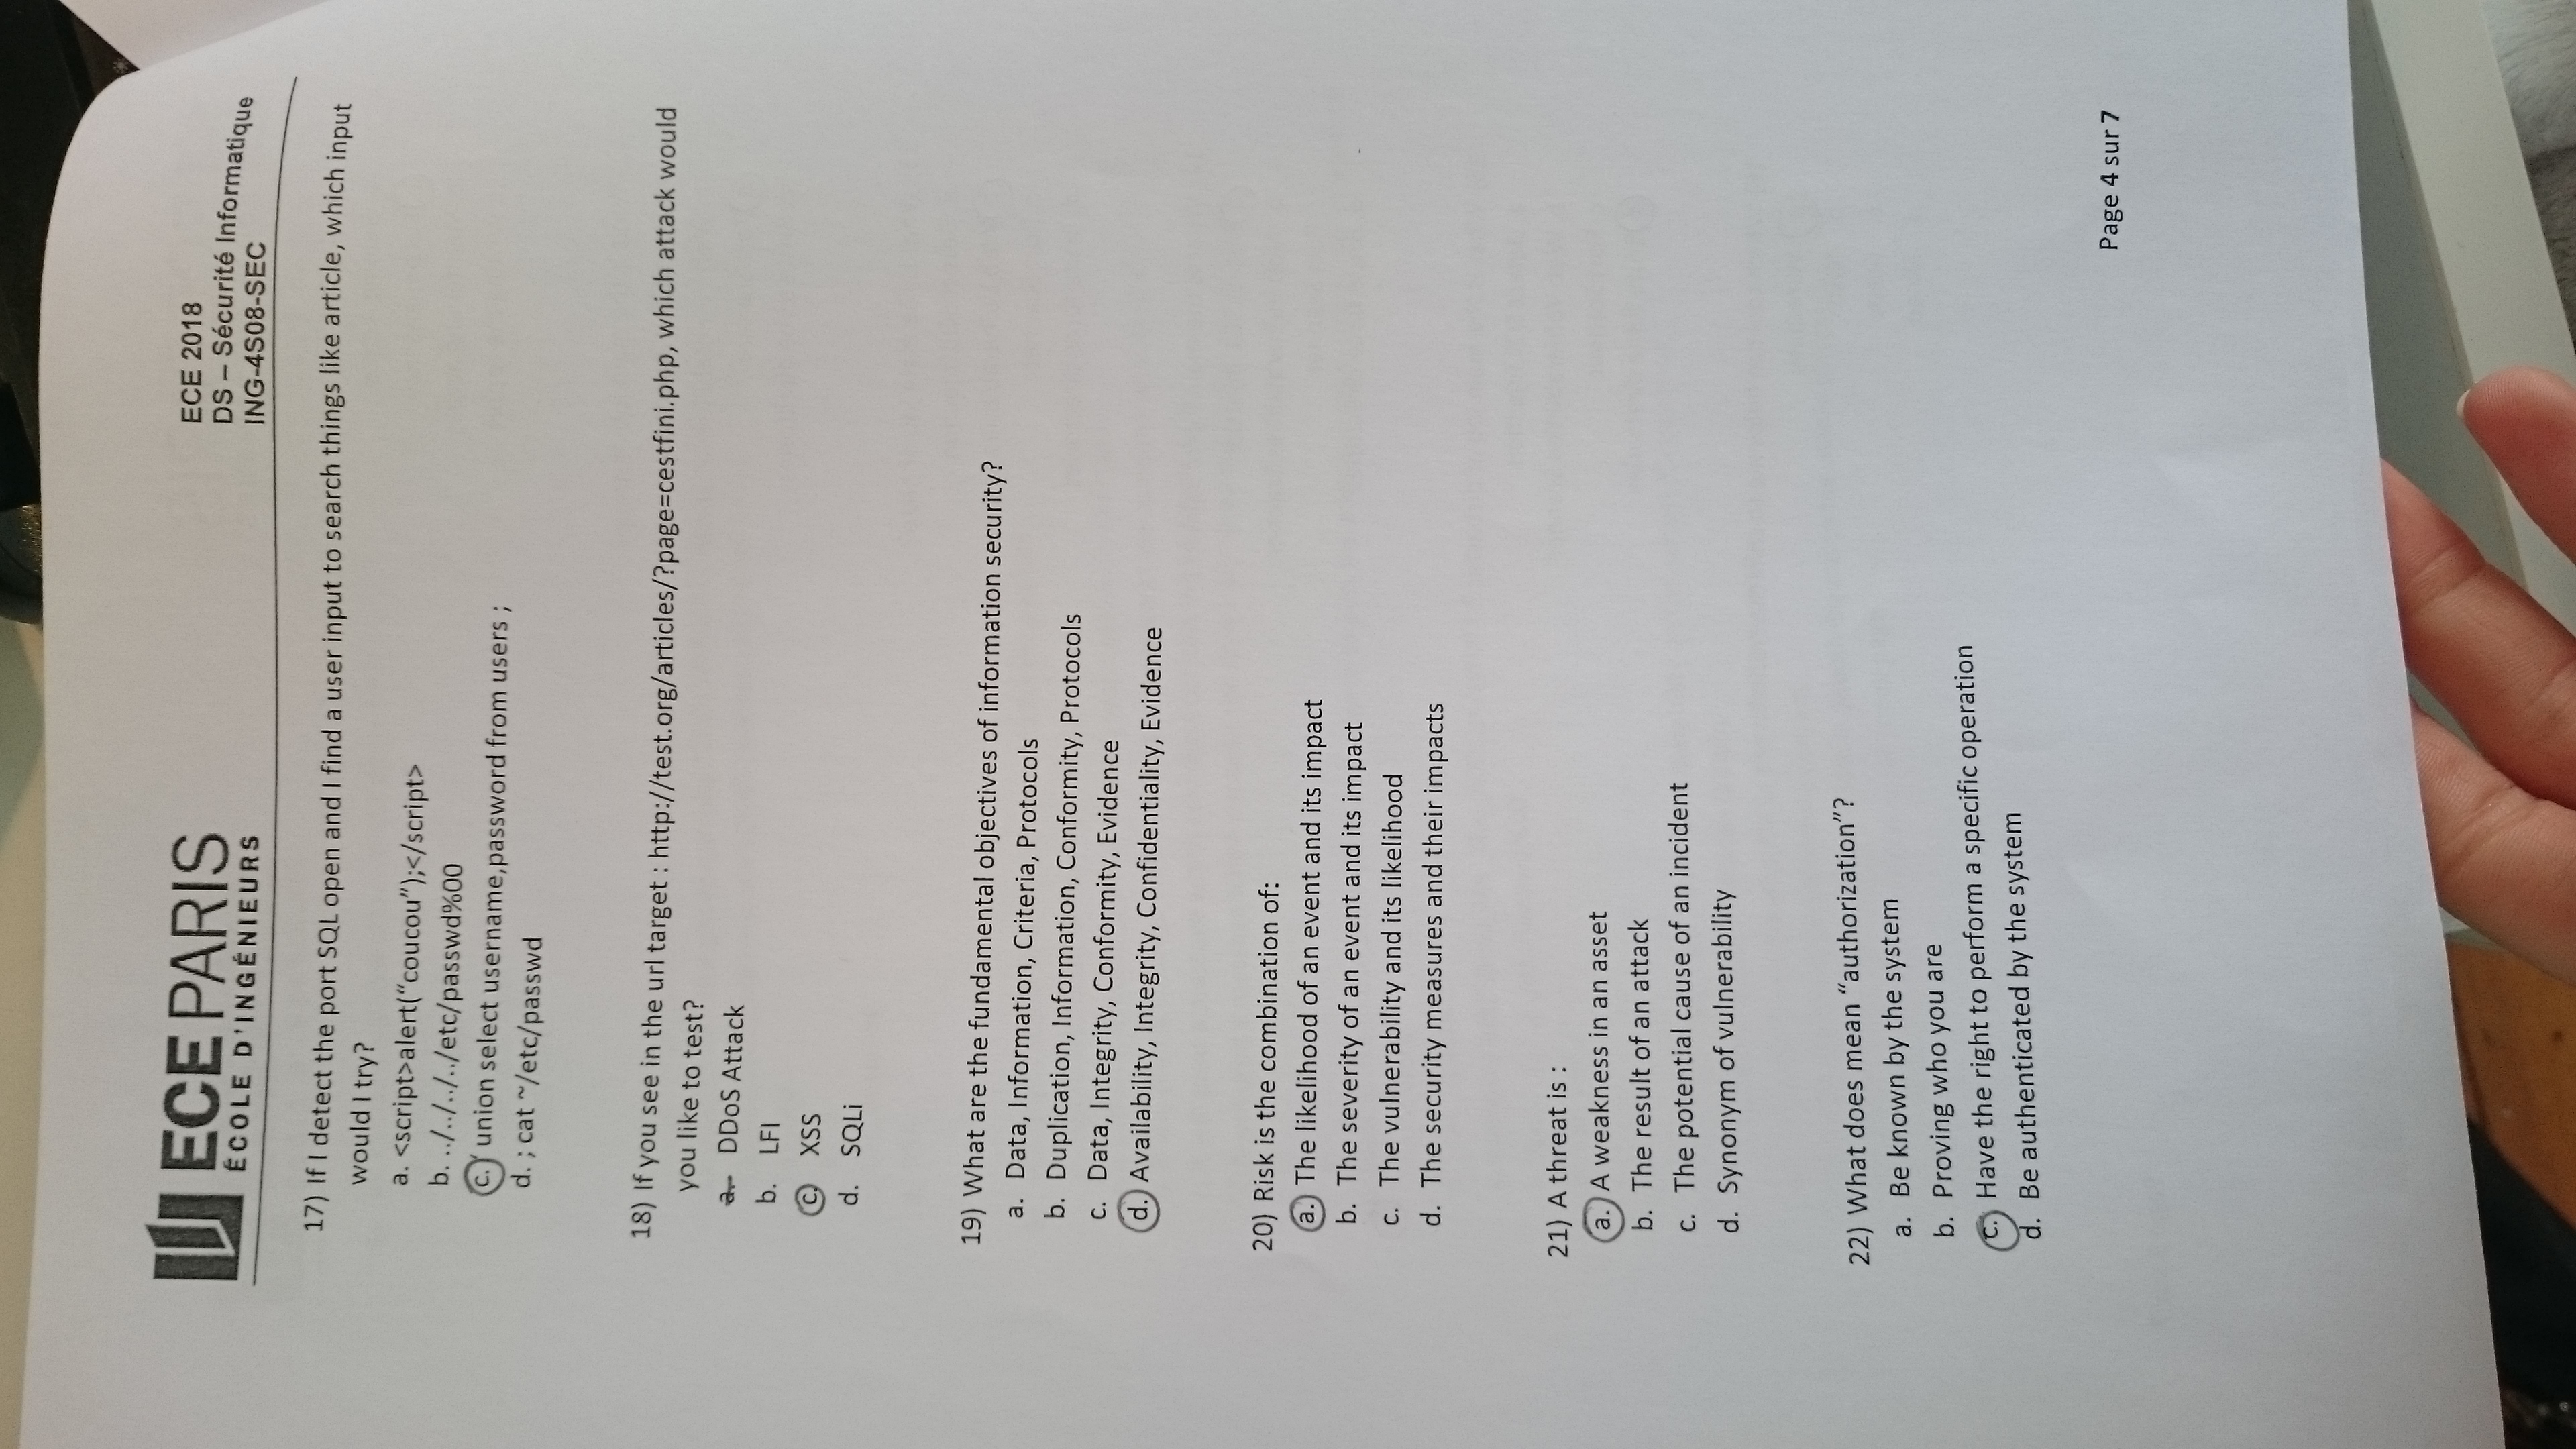 ECE PARIS
ÉCOLE D'INGÉNIEURS
ECE 2018
DS – Sécurité Informatique
ING-4S08-SEC
17) If I detect the port SQL open and I find a user input to search things like article, which input
would I try?
a. <script>alert(“coucou”);</script>
b. ../../../../etc/passwd%00
c. ‘ union select username,password from users ;
d. ; cat ~/etc/passwd
18) If you see in the url target : http://test.org/articles/?page=cestfini.php, which attack would
you like to test?
a. DDoS Attack
b. LFI
c. XSS
d. SQLi
19) What are the fundamental objectives of information security?
a. Data, Information, Criteria, Protocols
b. Duplication, Information, Conformity, Protocols
c. Data, Integrity, Conformity, Evidence
d. Availability, Integrity, Confidentiality, Evidence
20) Risk is the combination of:
a. The likelihood of an event and its impact
b. The severity of an event and its impact
c. The vulnerability and its likelihood
d. The security measures and their impacts
21) A threat is :
a. A weakness in an asset
b. The result of an attack
c. The potential cause of an incident
d. Synonym of vulnerability
22) What does mean “authorization”?
a. Be known by the system
b. Proving who you are
c. Have the right to perform a specific operation
d. Be authenticated by the system
Page 4 sur 7